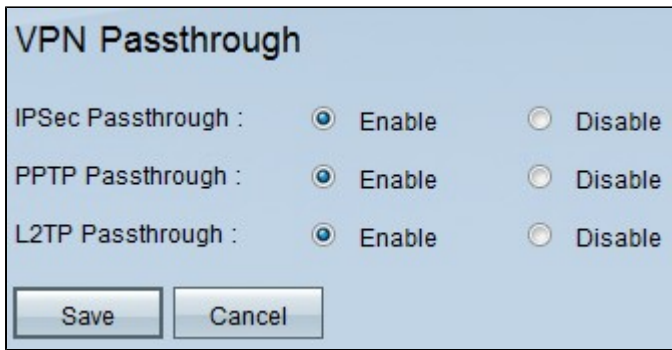 VPN Passthrough
IPSec Passthrough : Enable Disable
PPTP Passthrough : Enable Disable
L2TP Passthrough : Enable Disable
Save Cancel